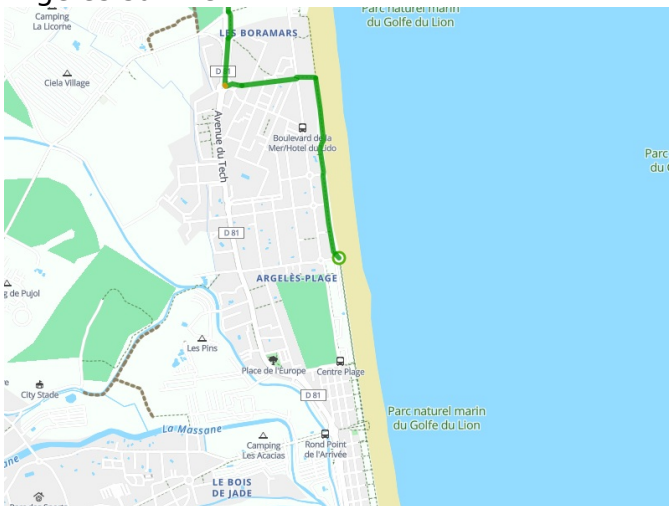 Camping
La Licorne
LES BORAMARS
Parc naturel marin
du Golfe du Lion
D 81
Ciela Village
Avenue du Tech
Boulevard de la
Mer/Hotel du Lido
Parc
du
D 81
ARGELÈS-PLAGE
g de Pujol
Les Pins
Place de l'Europe
Centre Plage
City Stade
D 81
Parc naturel marin
du Golfe du Lion
La Massane
Camping
Les Acacias
Rond Point
de l'Arrivée
LE BOIS
DE JADE